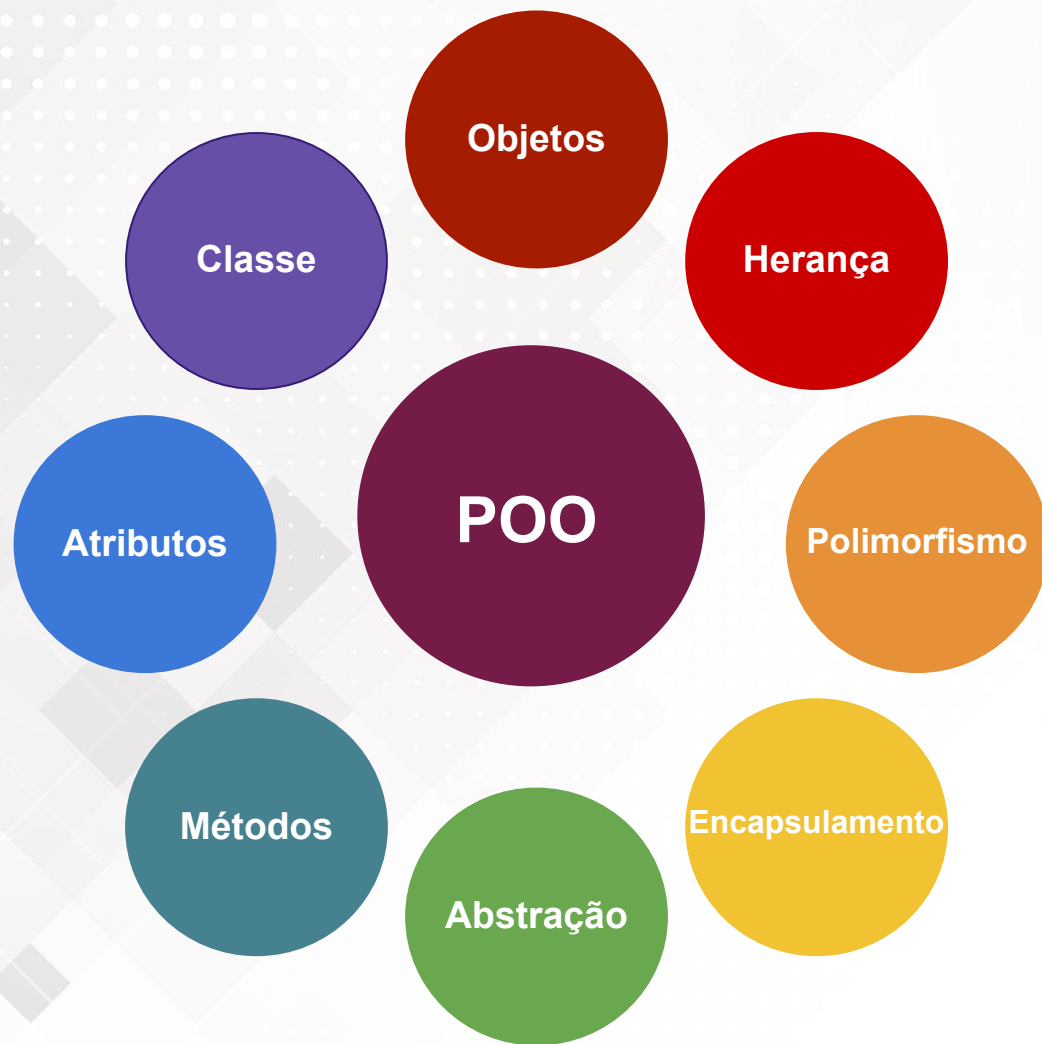 Objetos
Classe
Herança
POO
Atributos
Polimorfismo
Métodos
Encapsulamento
Abstração